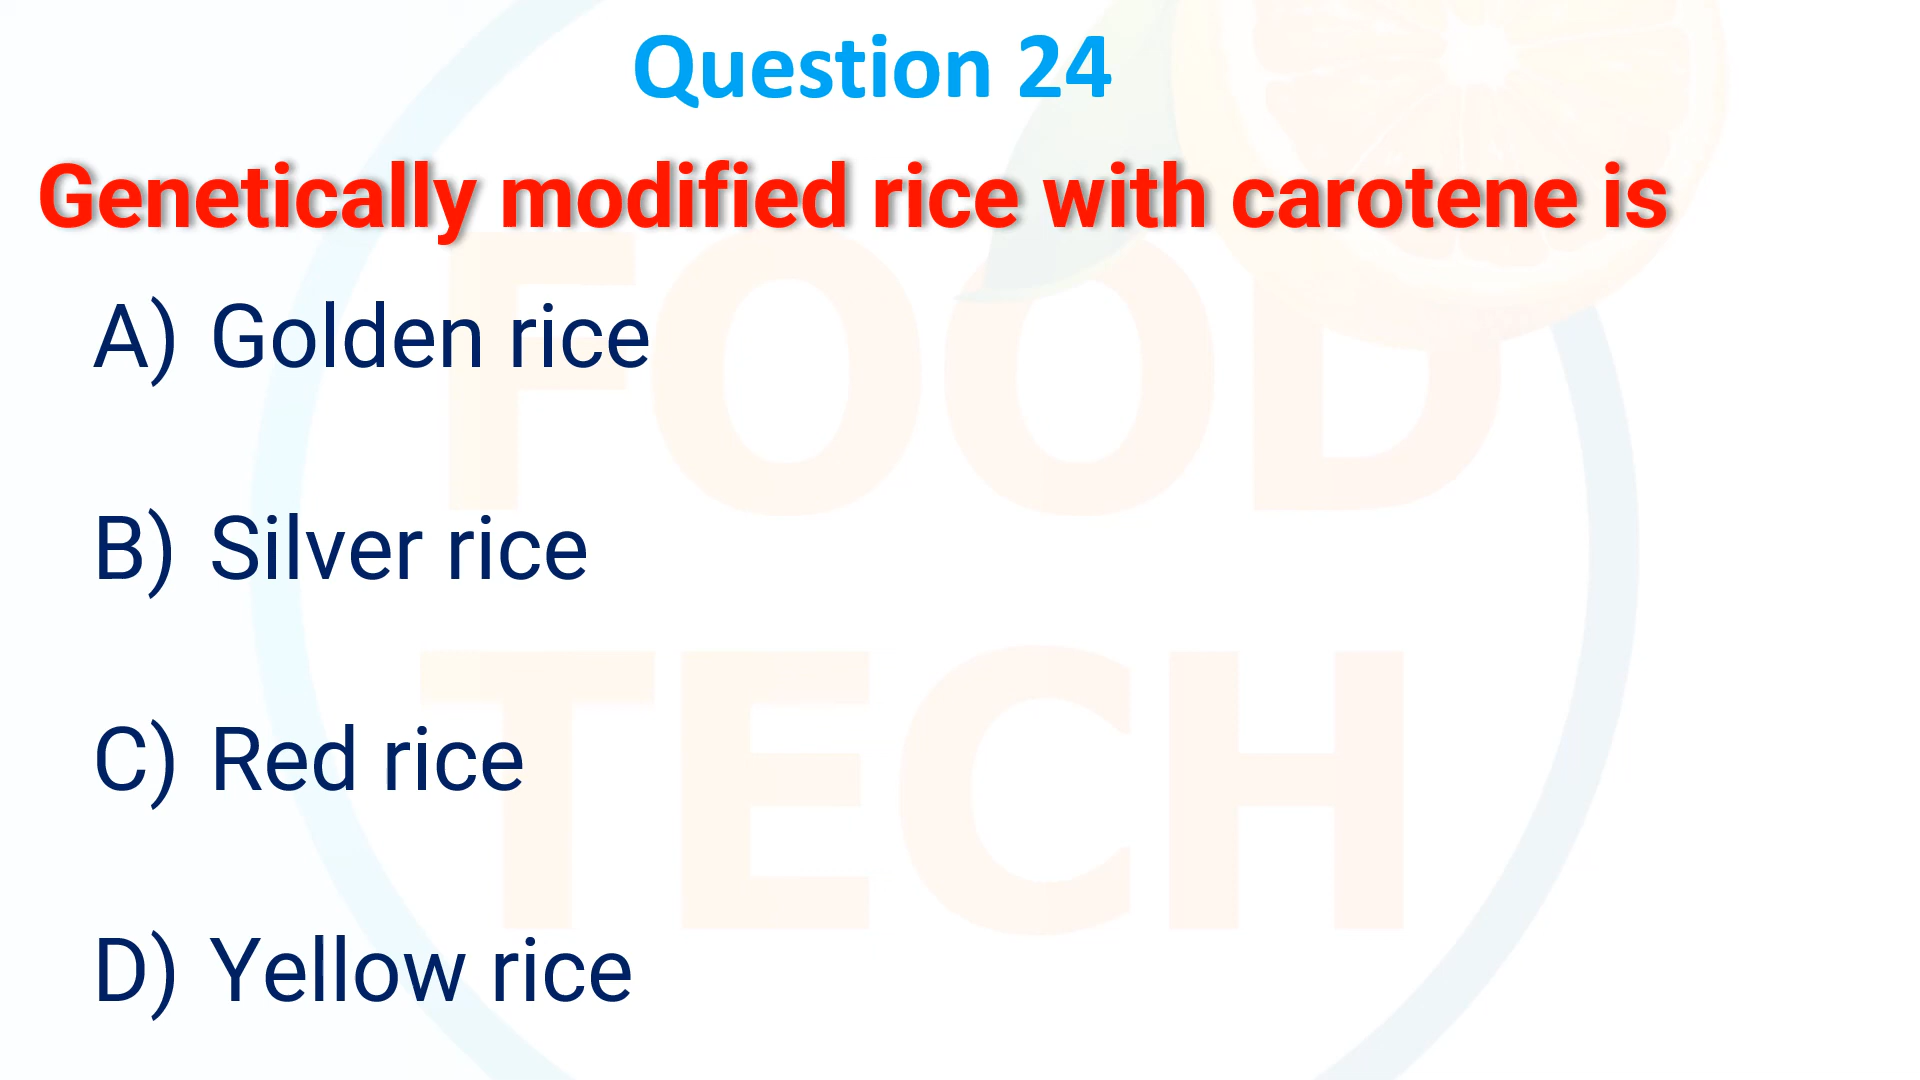 Question 24
Genetically modified rice with carotene is
A) Golden rice
B) Silver rice
C) Red rice
D) Yellow rice
FOOD
TECH